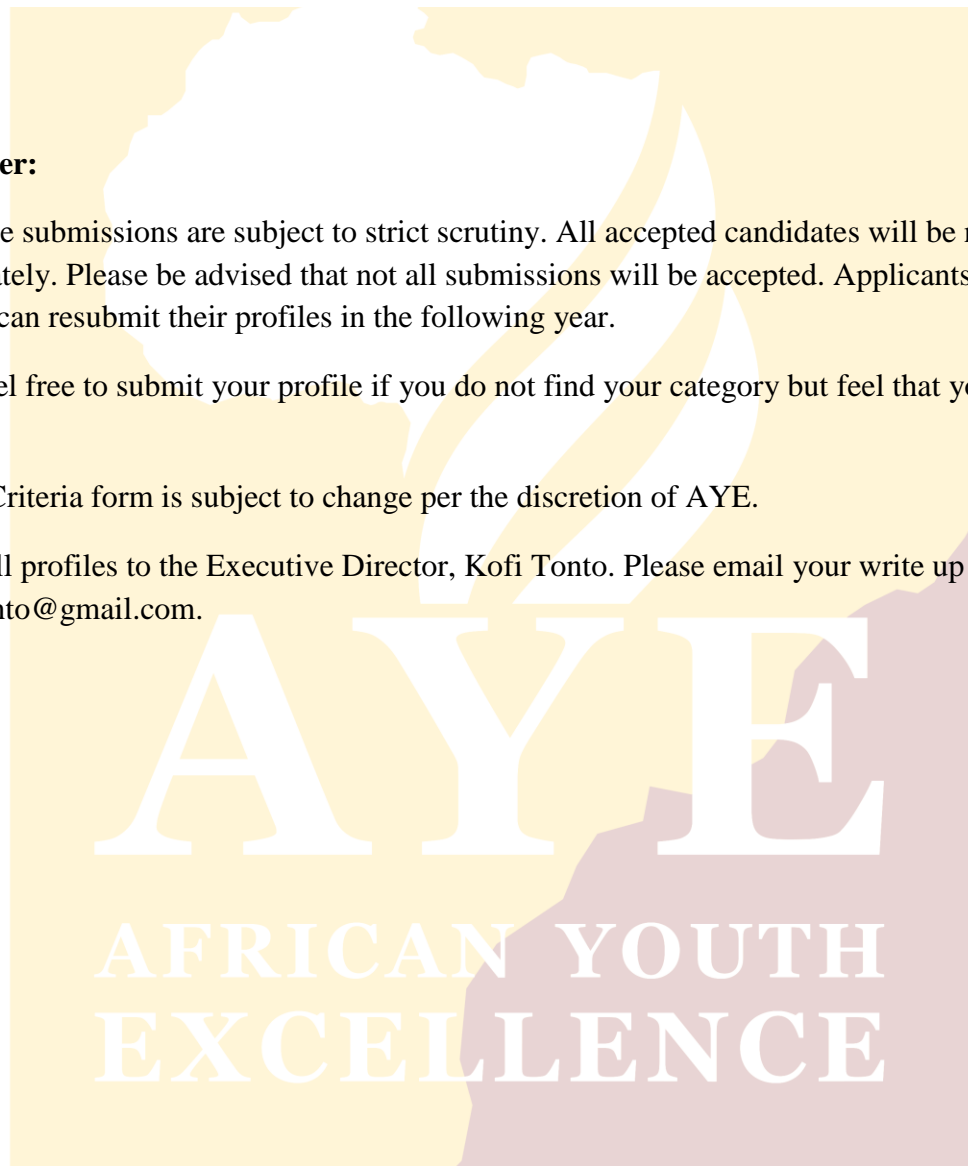 er:
e submissions are subject to strict scrutiny. All accepted candidates will be
ately. Please be advised that not all submissions will be accepted. Applicants
can resubmit their profiles in the following year.
el free to submit your profile if you do not find your category but feel that
Criteria form is subject to change per the discretion of AYE.
ll profiles to the Executive Director, Kofi Tonto. Please email your write up
nto@gmail.com.
AYE
AFRICAN YOUTH
EXCELLENCE